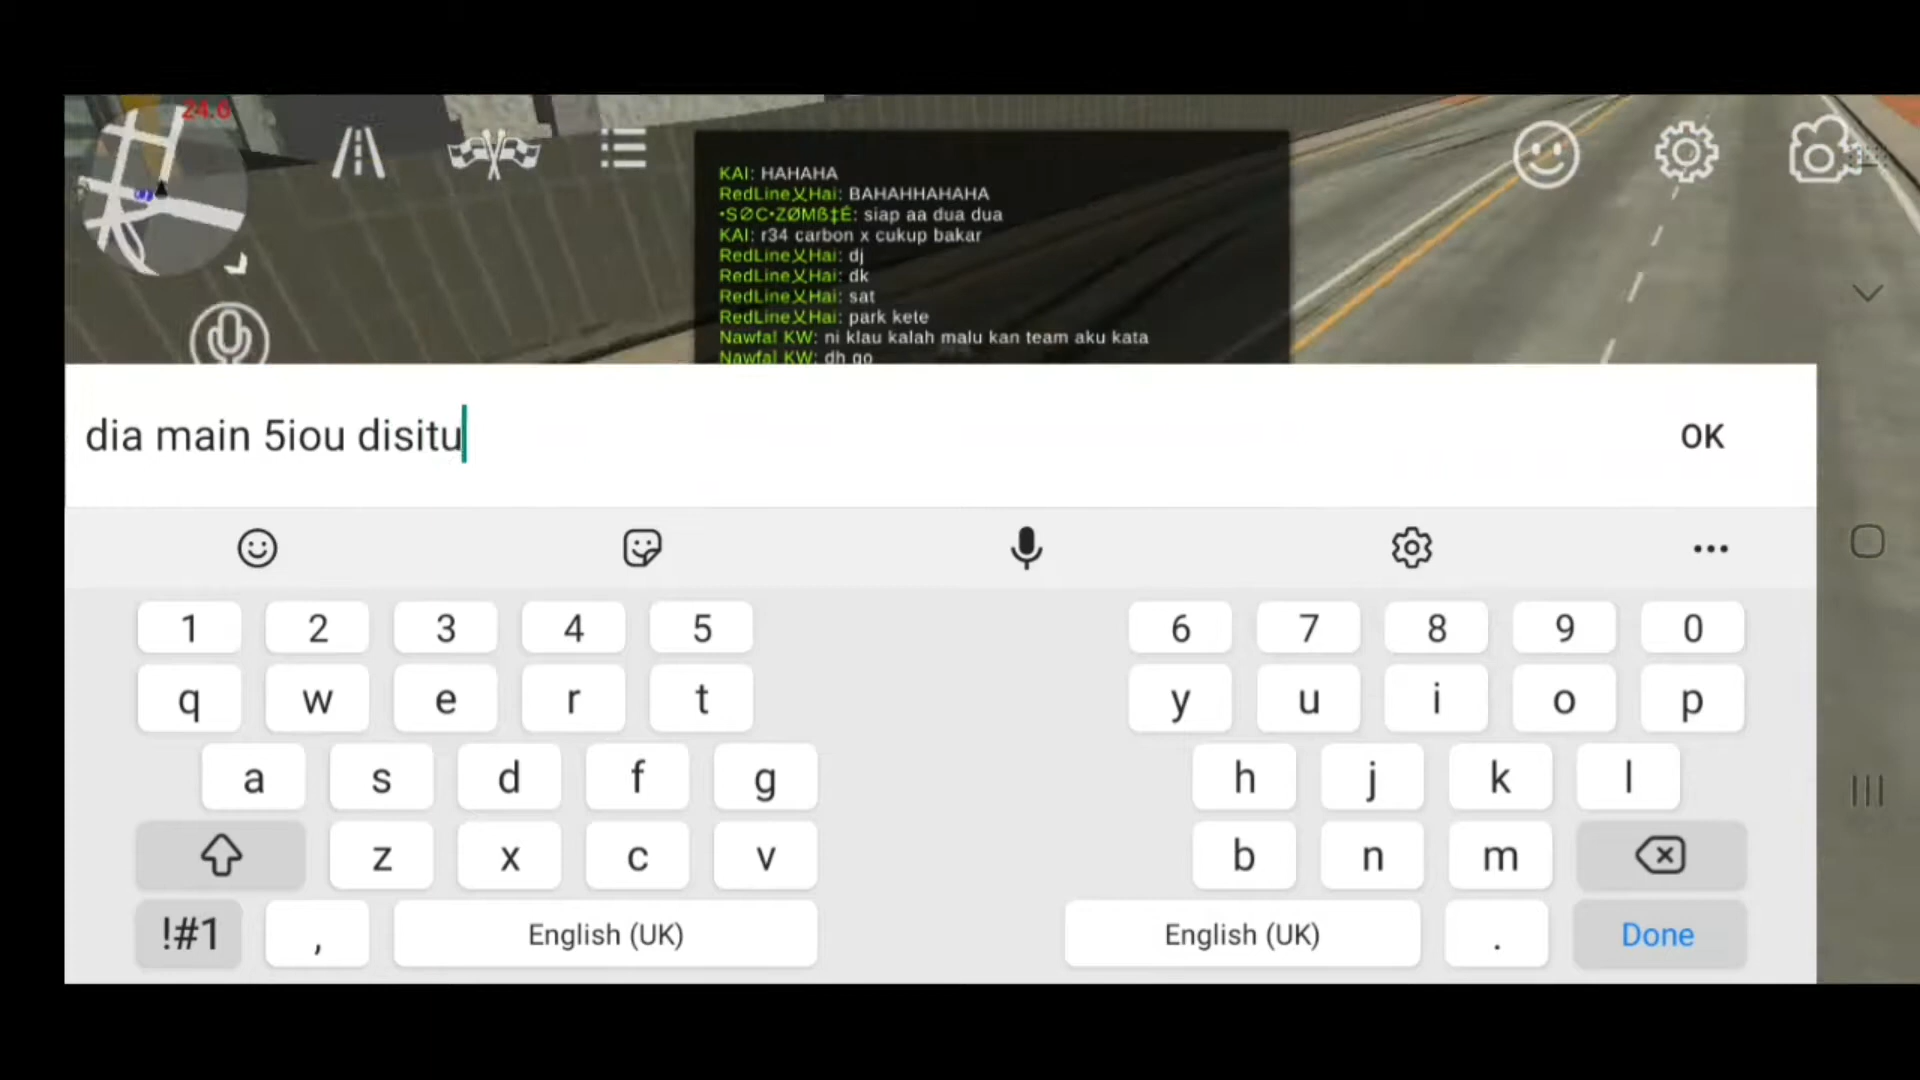 24.6
KAI: HAHAHA
RedLine乂Hai: BAHAHHAHAHA
•SØC•ZØMß‡É: siap aa dua dua
KAI: r34 carbon x cukup bakar
RedLine乂Hai: dj
RedLine乂Hai: dk
RedLine乂Hai: sat
RedLine乂Hai: park kete
Nawfal KW: ni klau kalah malu kan team aku kata
Nawfal KW: dh go
dia main 5iou disitu
OK
1 2 3 4 5 6 7 8 9 0
q w e r t y u i o p
a s d f g h j k l
z x c v b n m
!#1 , English (UK) English (UK) . Done